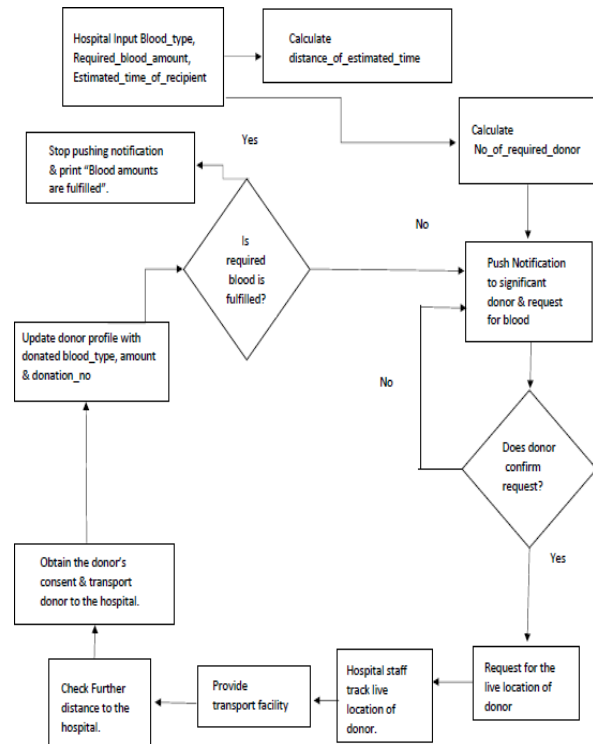 Hospital Input Blood_type,
Required_blood_amount,
Estimated_time_of_recipient
Calculate
distance_of_estimated_time
Calculate
No_of_required_donor
Yes
Stop pushing notification
& print “Blood amounts
are fulfilled”.
Is
required
blood is
fulfilled?
No
Push Notification
to significant
donor & request
for blood
Update donor profile with
donated blood_type, amount
& donation_no
No
Does donor
confirm
request?
Yes
Obtain the donor’s
consent & transport
donor to the hospital.
Check Further
distance to the
hospital.
Provide
transport facility
Hospital staff
track live
location of
donor.
Request for the
live location of
donor